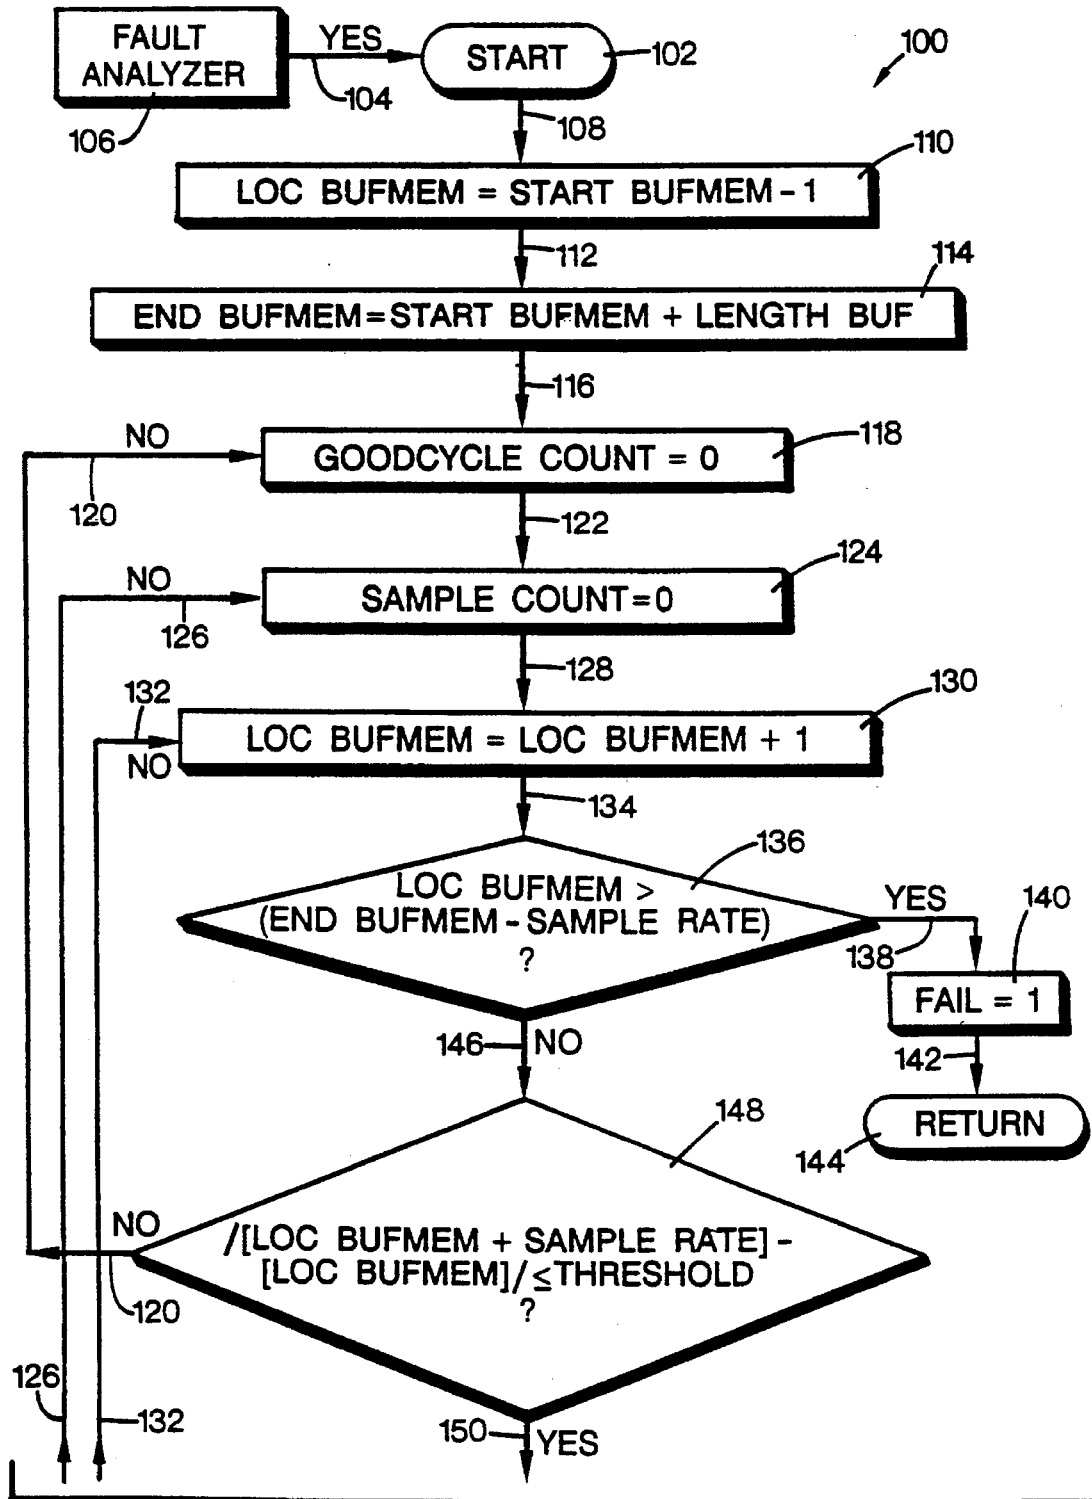 FAULT
ANALYZER
YES
START
102
100
104
106
108
110
LOC BUFMEM = START BUFMEM - 1
112
114
END BUFMEM = START BUFMEM + LENGTH BUF
116
NO
118
GOODCYCLE COUNT = 0
120
122
124
NO
SAMPLE COUNT = 0
126
128
130
132
LOC BUFMEM = LOC BUFMEM + 1
NO
134
136
LOC BUFMEM >
(END BUFMEM - SAMPLE RATE)
?
YES
138
140
FAIL = 1
146
NO
142
148
RETURN
144
NO
/[LOC BUFMEM + SAMPLE RATE] -
[LOC BUFMEM]/ ≤ THRESHOLD
?
120
126
132
150
YES